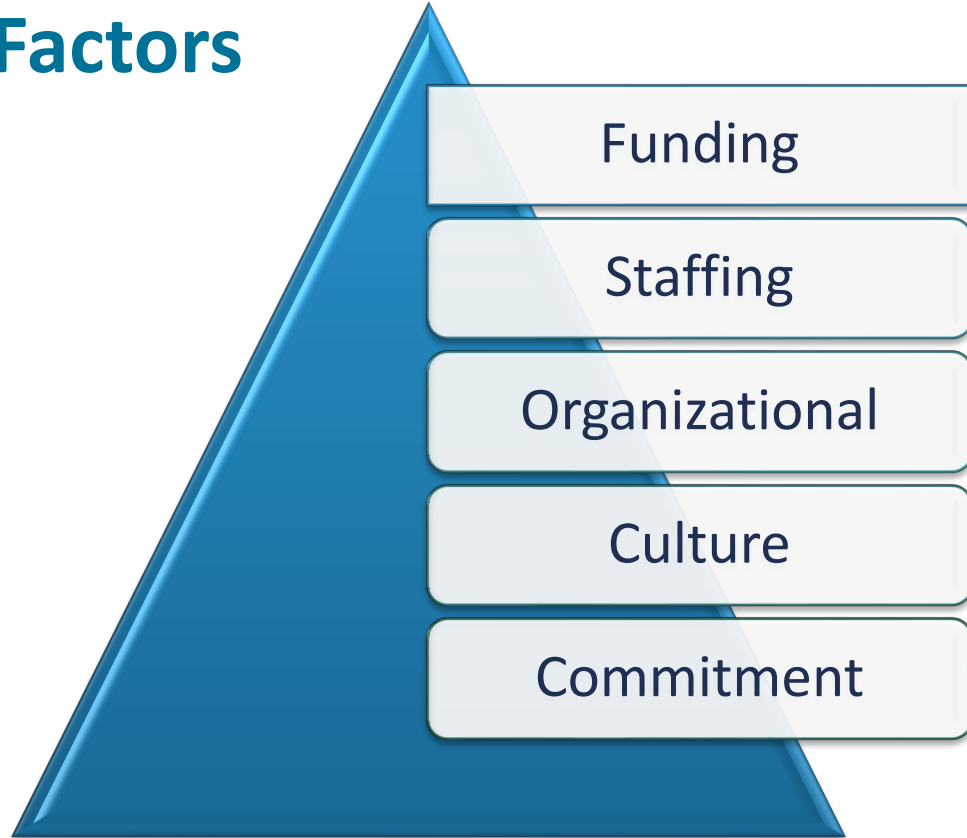 Factors
Funding
Staffing
Organizational
Culture
Commitment